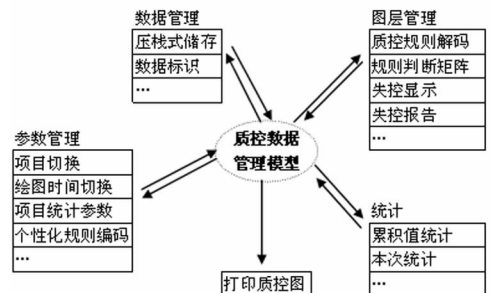 数据管理
压栈式储存
数据标识
…
图层管理
质控规则解码
规则判断矩阵
失控显示
失控报告
…
质控数据
管理模型
参数管理
项目切换
绘图时间切换
项目统计参数
个性化规则编码
…
统计
累积值统计
本次统计
…
打印质控图